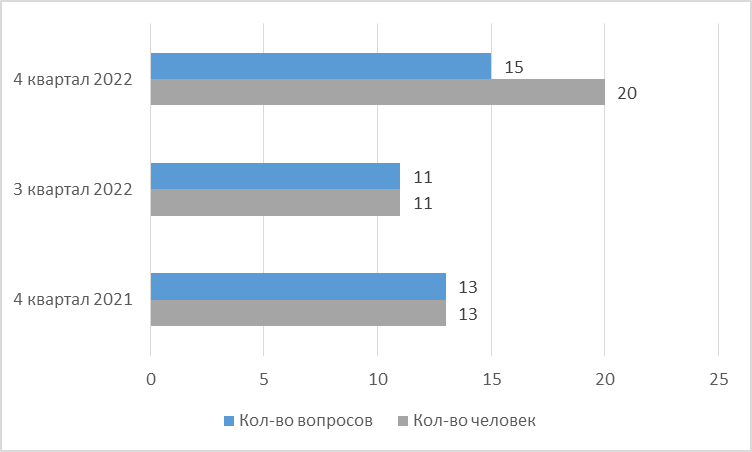 4 квартал 2022
15
20
3 квартал 2022
11
11
4 квартал 2021
13
13
0 5 10 15 20 25
Кол-во вопросов Кол-во человек